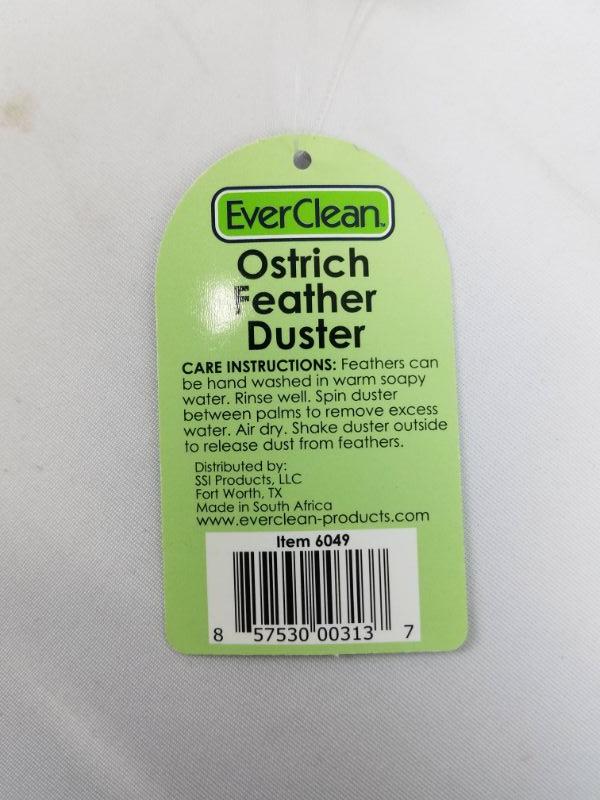 EverClean™
Ostrich
Feather
Duster
CARE INSTRUCTIONS: Feathers can
be hand washed in warm soapy
water. Rinse well. Spin duster
between palms to remove excess
water. Air dry. Shake duster outside
to release dust from feathers.
Distributed by:
SSI Products, LLC
Fort Worth, TX
Made in South Africa
www.everclean-products.com
Item 6049
8 57530 00313 7